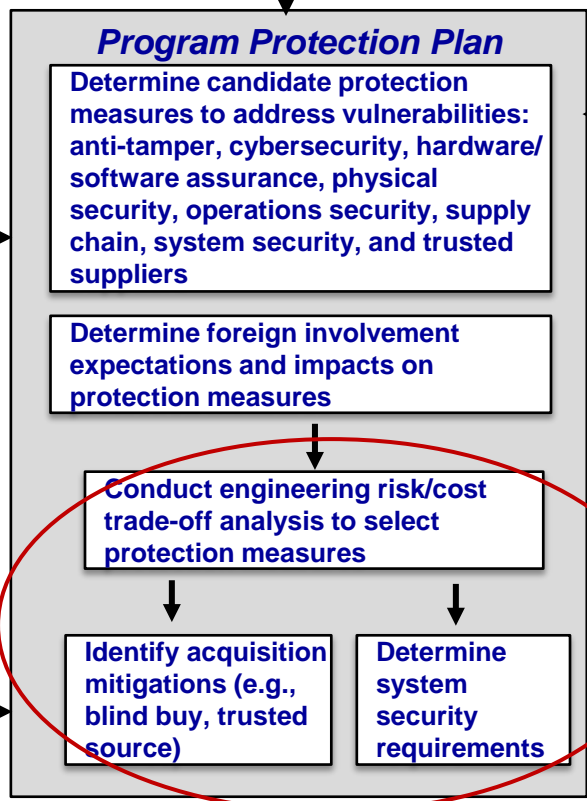 Program Protection Plan
Determine candidate protection
measures to address vulnerabilities:
anti-tamper, cybersecurity, hardware/
software assurance, physical
security, operations security, supply
chain, system security, and trusted
suppliers
Determine foreign involvement
expectations and impacts on
protection measures
Conduct engineering risk/cost
trade-off analysis to select
protection measures
Identify acquisition
mitigations (e.g.,
blind buy, trusted
source)
Determine
system
security
requirements